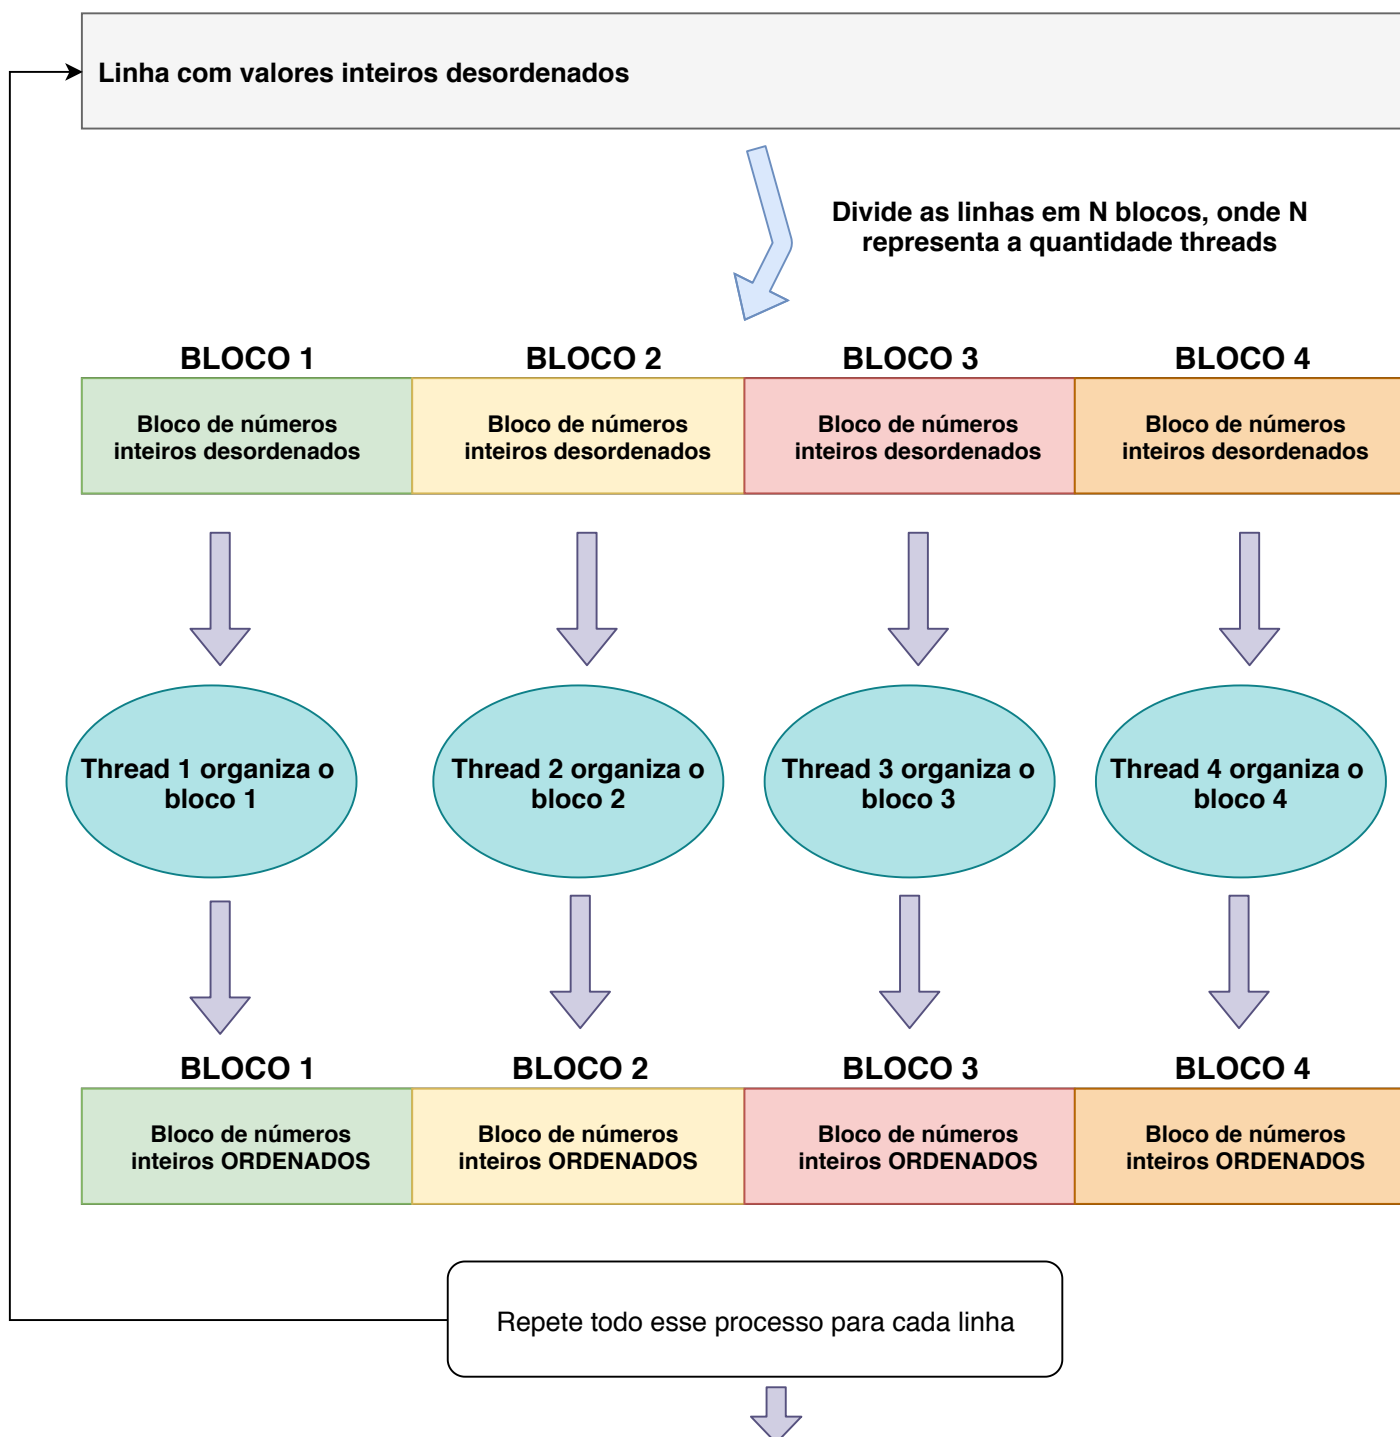 Linha com valores inteiros desordenados
Divide as linhas em N blocos, onde N
representa a quantidade threads
BLOCO 1
BLOCO 2
BLOCO 3
BLOCO 4
Bloco de números
inteiros desordenados
Bloco de números
inteiros desordenados
Bloco de números
inteiros desordenados
Bloco de números
inteiros desordenados
Thread 1 organiza o
bloco 1
Thread 2 organiza o
bloco 2
Thread 3 organiza o
bloco 3
Thread 4 organiza o
bloco 4
BLOCO 1
BLOCO 2
BLOCO 3
BLOCO 4
Bloco de números
inteiros ORDENADOS
Bloco de números
inteiros ORDENADOS
Bloco de números
inteiros ORDENADOS
Bloco de números
inteiros ORDENADOS
Repete todo esse processo para cada linha